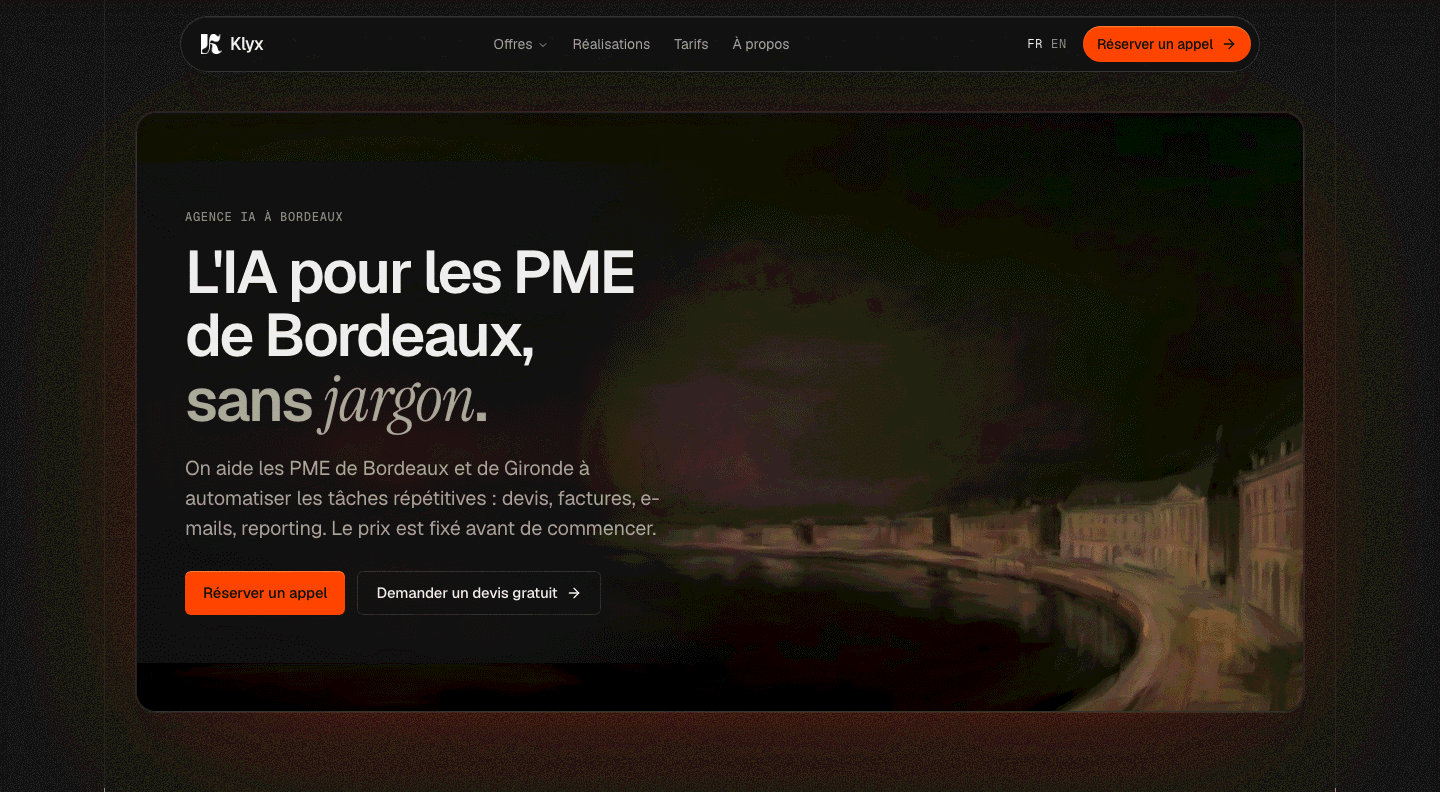 Klyx
Offres
Réalisations
Tarifs
À propos
FR EN
Réserver un appel
AGENCE IA À BORDEAUX
L'IA pour les PME
de Bordeaux,
sans jargon.
On aide les PME de Bordeaux et de Gironde à
automatiser les tâches répétitives : devis, factures, e-
mails, reporting. Le prix est fixé avant de commencer.
Réserver un appel
Demander un devis gratuit